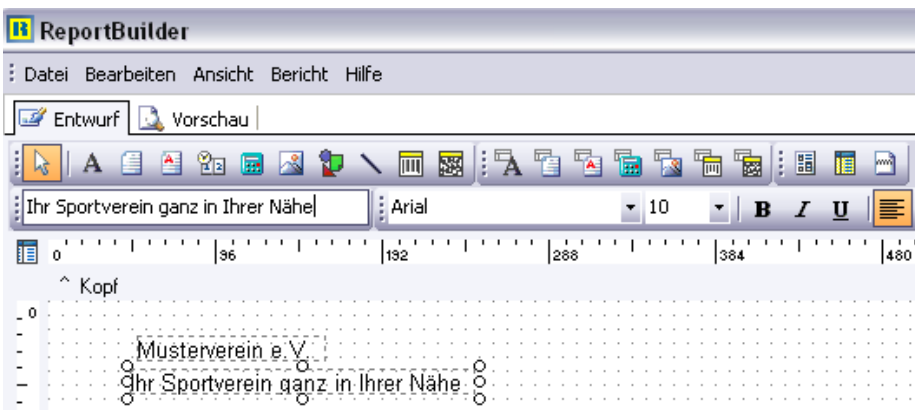 ReportBuilder
Datei Bearbeiten Ansicht Bericht Hilfe
Entwurf Vorschau
Ihr Sportverein ganz in Ihrer Nähe Arial 10 B I U
0 96 192 288 384 480
^ Kopf
0
Musterverein e.V.
Ihr Sportverein ganz in Ihrer Nähe